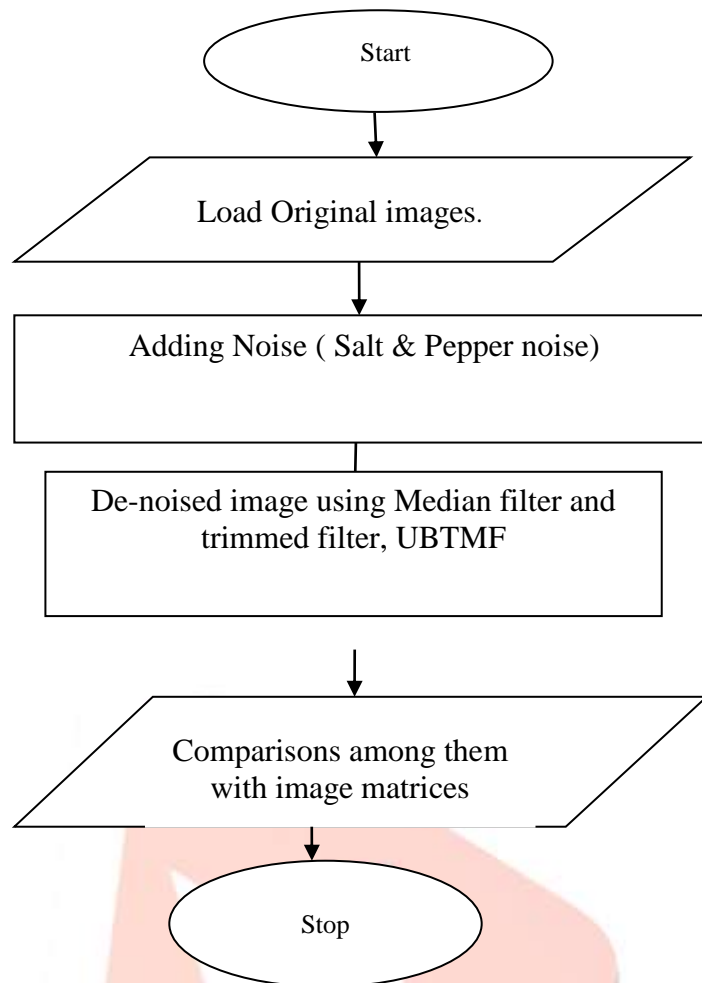 Start
Load Original images.
Adding Noise ( Salt & Pepper noise)
De-noised image using Median filter and
trimmed filter, UBTMF
Comparisons among them
with image matrices
Stop